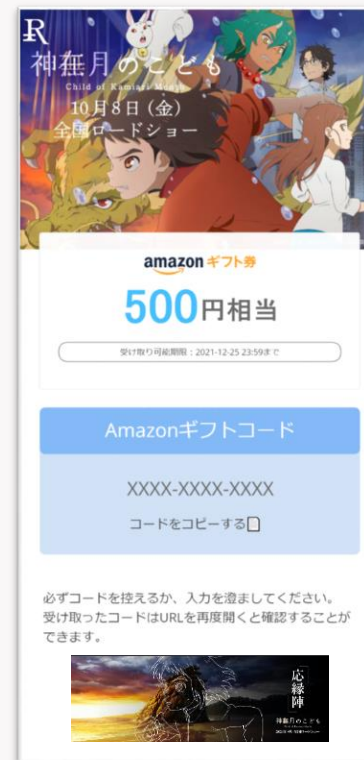 R
神在月のこども
Child of Kamiari Month
10月8日(金)
全国ロードショー
amazon ギフト券
500円相当
受け取り可能期限：2021-12-25 23:59まで
Amazonギフトコード
XXXX-XXXX-XXXX
コードをコピーする
必ずコードを控えるか、入力を澄ましてください。
受け取ったコードはURLを再度開くと確認することが
できます。
応縁陣
神在月のこども